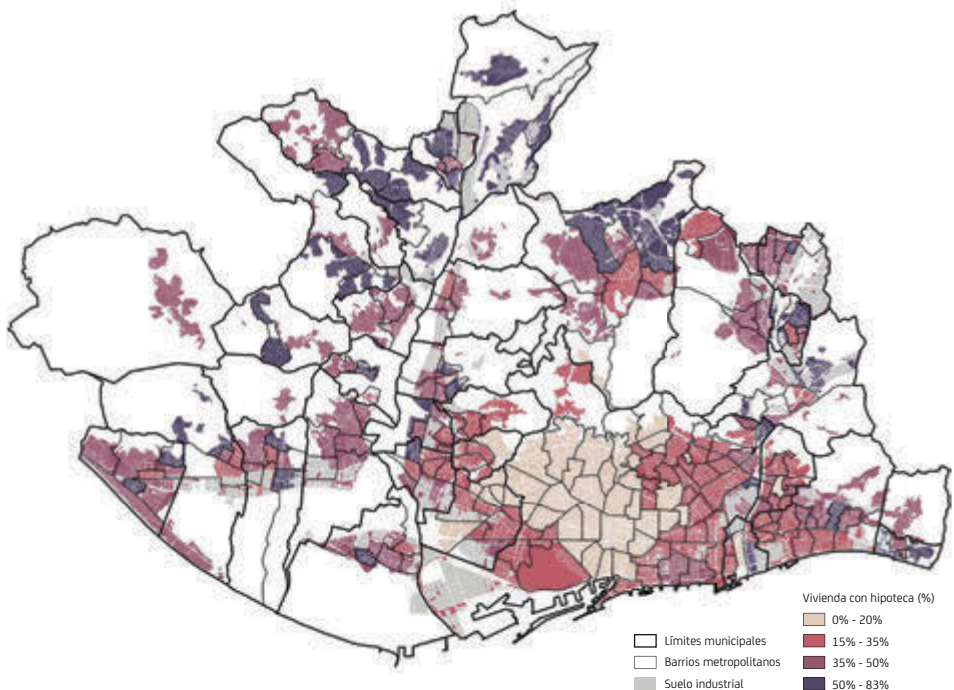 Vivienda con hipoteca (%)
0% - 20%
Límites municipales
15% - 35%
Barrios metropolitanos
35% - 50%
Suelo industrial
50% - 83%